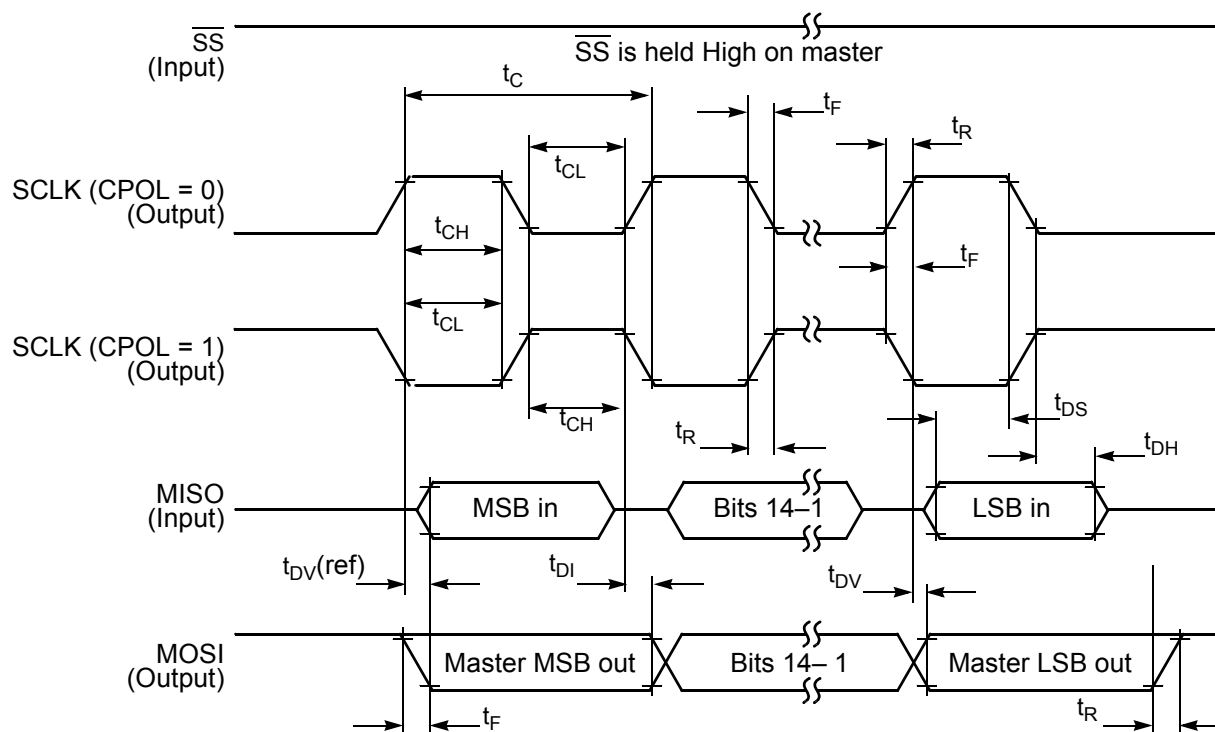 SS
(Input)
SS is held High on master
tC
tF
tR
tCL
SCLK (CPOL = 0)
(Output)
tCH
tF
tCL
SCLK (CPOL = 1)
(Output)
tCH
tR
tDS
tDH
MISO
(Input)
MSB in
Bits 14–1
LSB in
tDV(ref)
tDI
tDV
MOSI
(Output)
Master MSB out
Bits 14– 1
Master LSB out
tF
tR